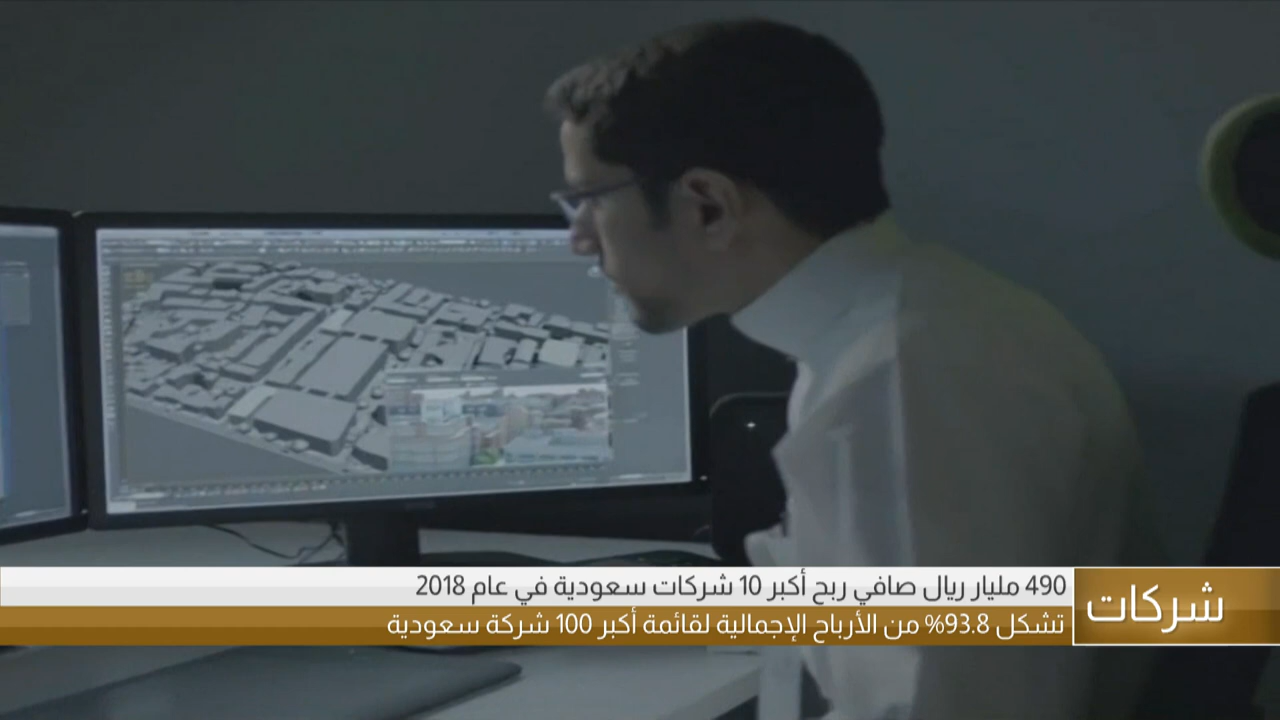 490 مليار ريال صافي ربح أكبر 10 شركات سعودية في عام 2018
شركات
تشكل 93.8% من الأرباح الإجمالية لقائمة أكبر 100 شركة سعودية